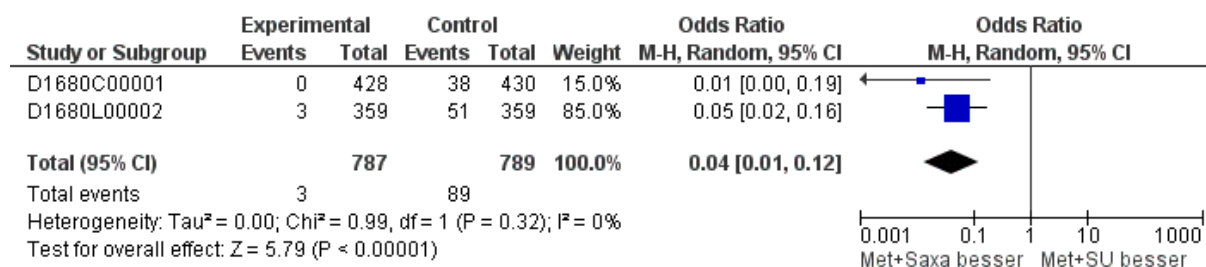 Experimental Control Odds Ratio Odds Ratio
Study or Subgroup Events Total Events Total Weight M-H, Random, 95% CI M-H, Random, 95% CI
D1680C00001 0 428 38 430 15.0% 0.01 [0.00, 0.19]
D1680L00002 3 359 51 359 85.0% 0.05 [0.02, 0.16]
Total (95% CI) 787 789 100.0% 0.04 [0.01, 0.12]
Total events 3 89
Heterogeneity: Tau² = 0.00; Chi² = 0.99, df = 1 (P = 0.32); I² = 0%
Test for overall effect: Z = 5.79 (P < 0.00001)
0.001 0.1 1 10 1000
Met+Saxa besser Met+SU besser